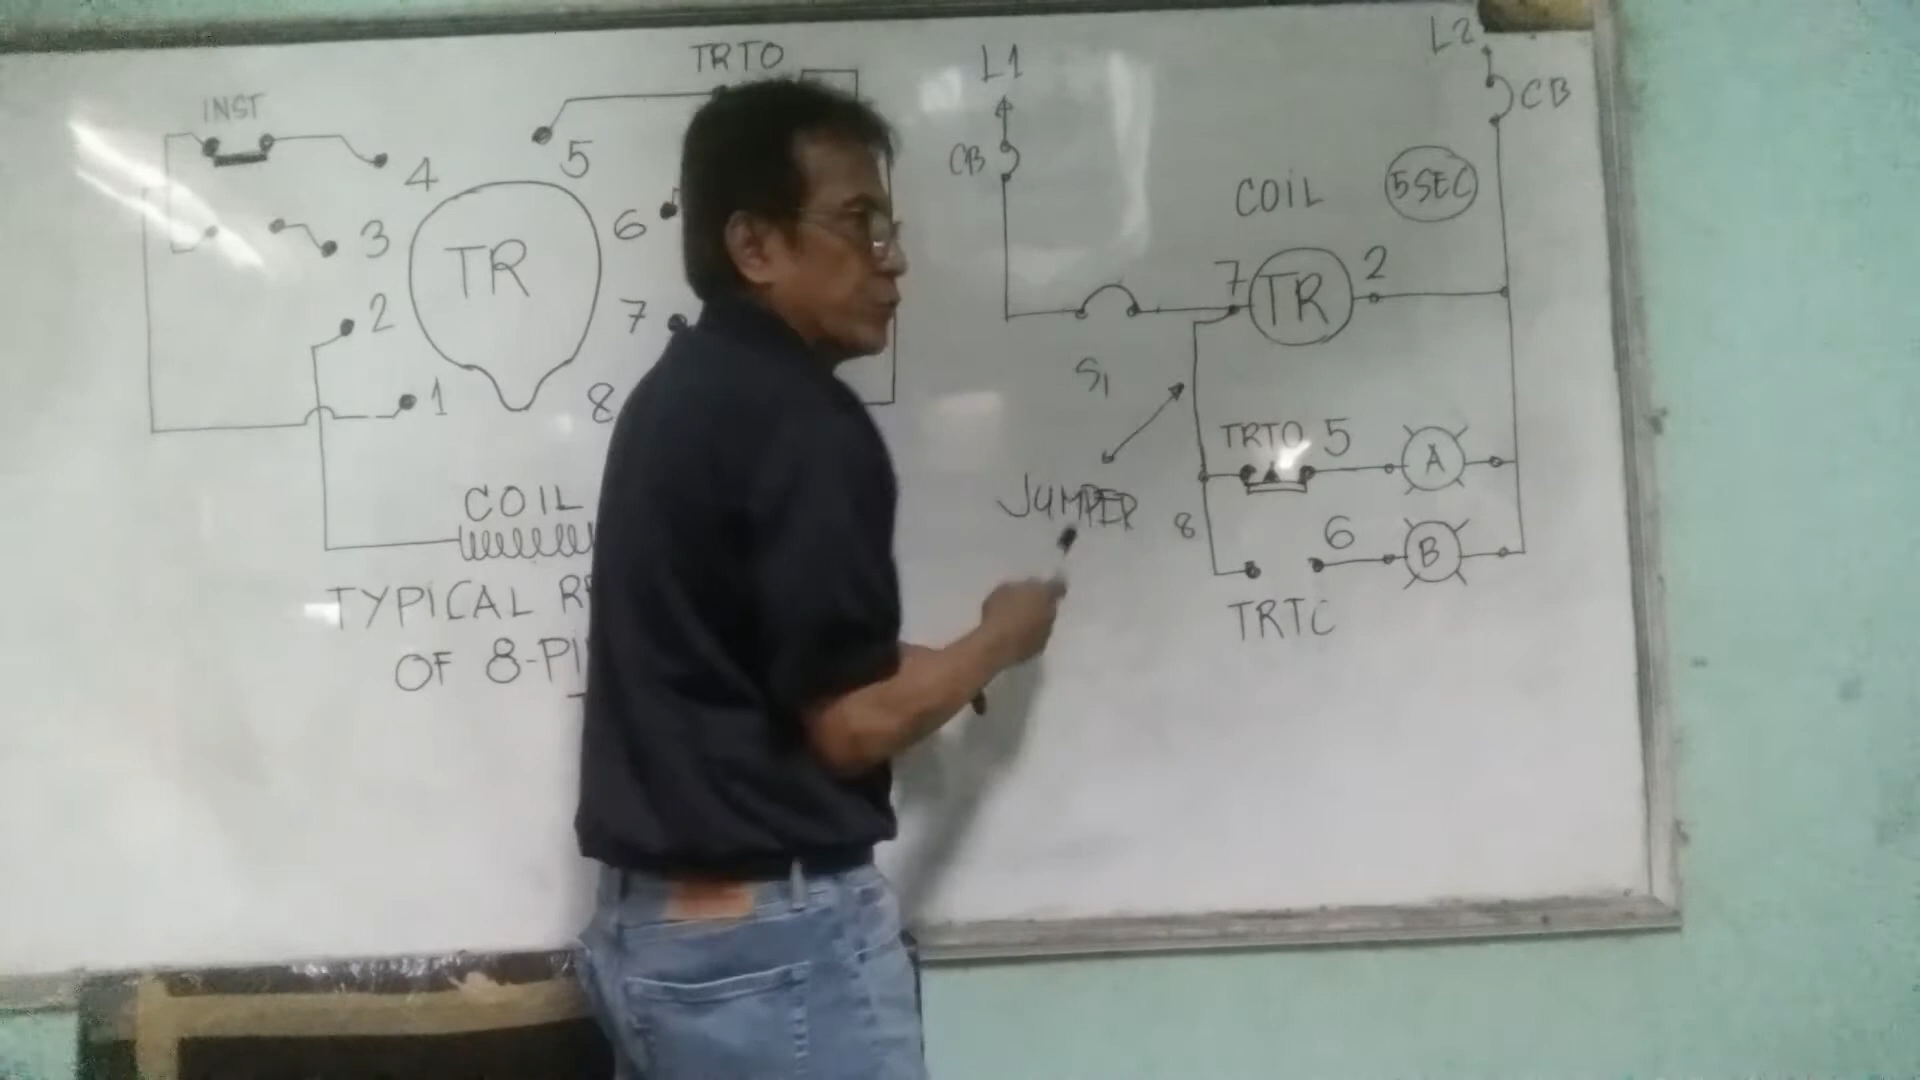 TRTO
INST
5
4
3
6
TR
2
7
1
8
COIL
TYPICAL
OF 8-PI
L1
L2
CB
CB
COIL
5SEC
7
TR
2
S1
TRTO
5
A
JUMPER
8
6
B
TRTC